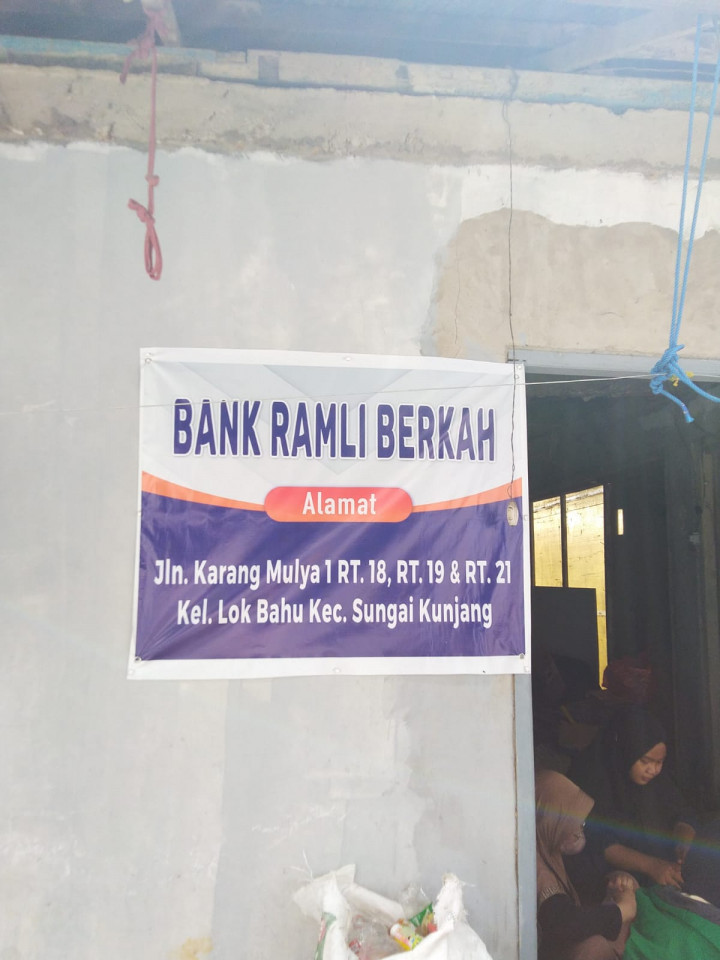 BANK RAMLI BERKAH
Alamat
Jln. Karang Mulya 1 RT. 18, RT. 19 & RT. 21
Kel. Lok Bahu Kec. Sungai Kunjang